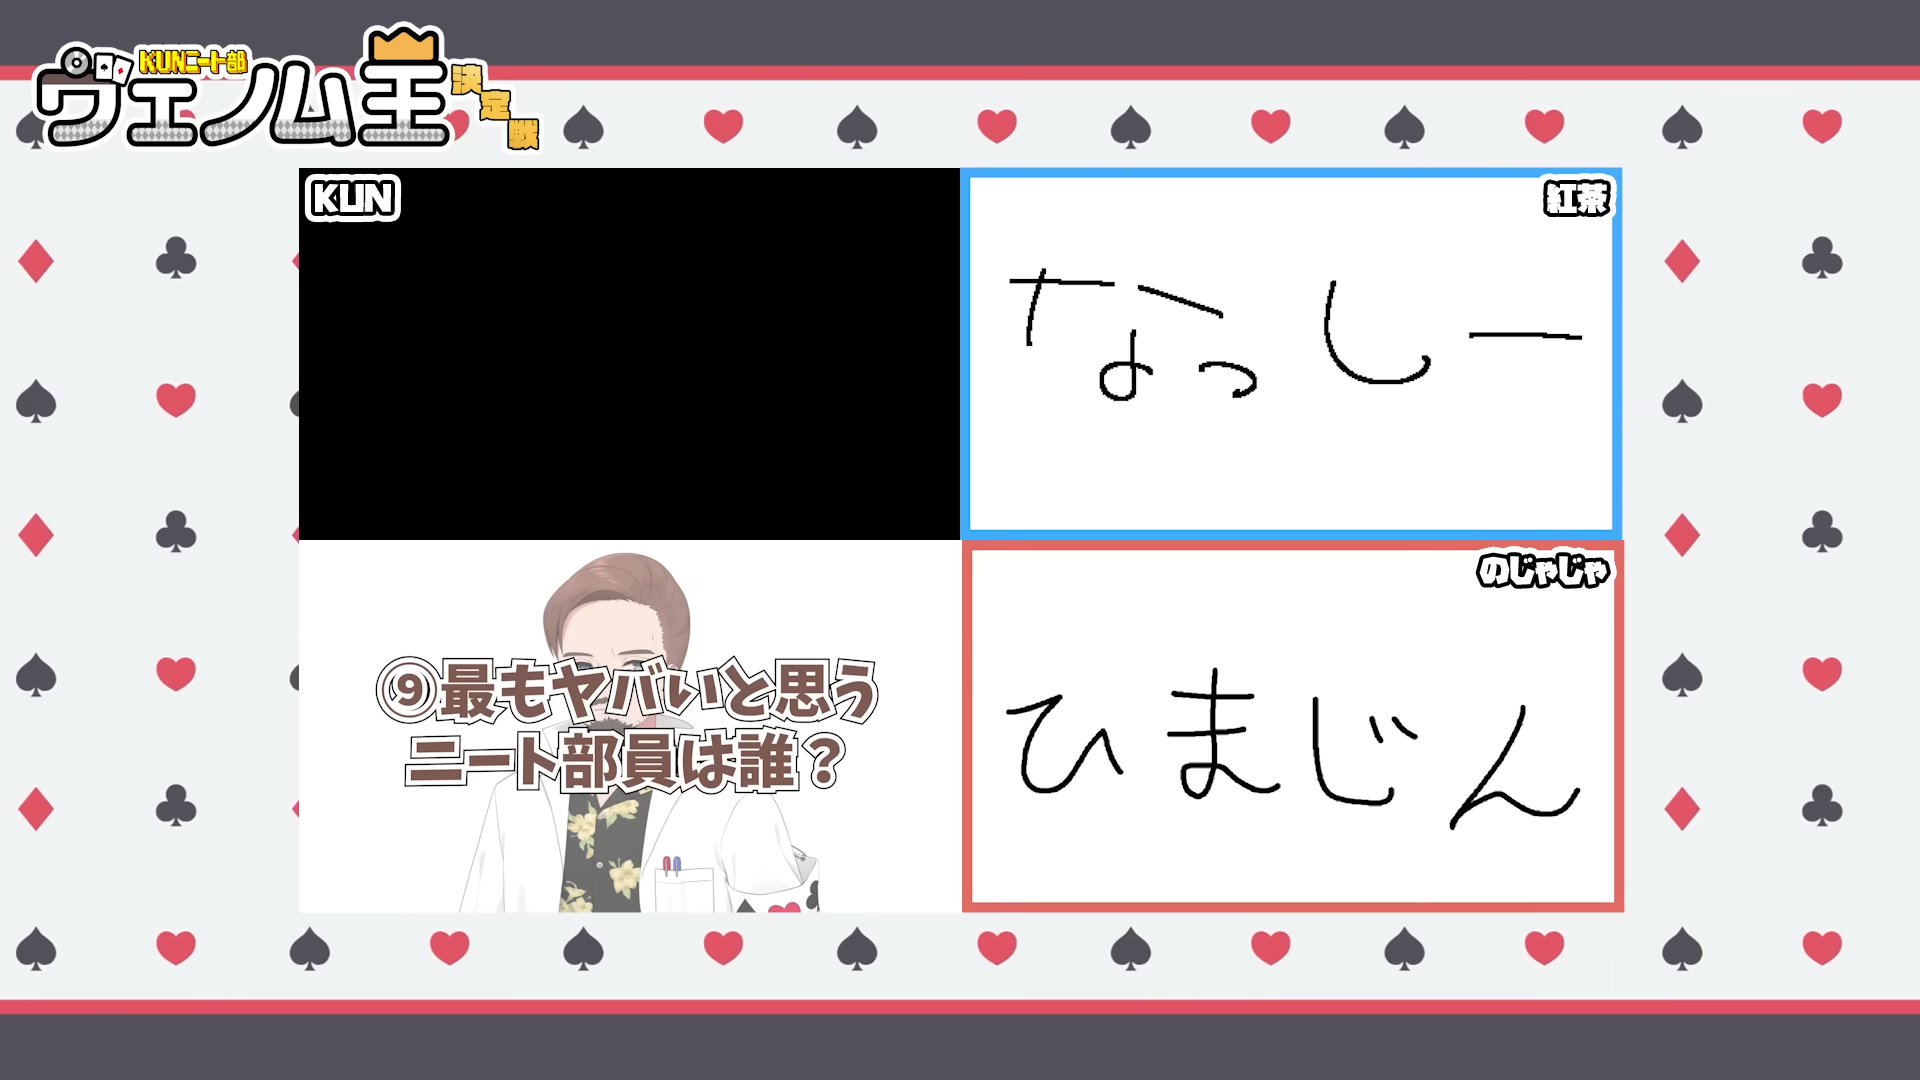 KUNニート部
ヴェノム王
決定戦
KUN
紅茶
なっしー
⑨最もヤバいと思う
ニート部員は誰？
のじゃじゃ
ひまじん